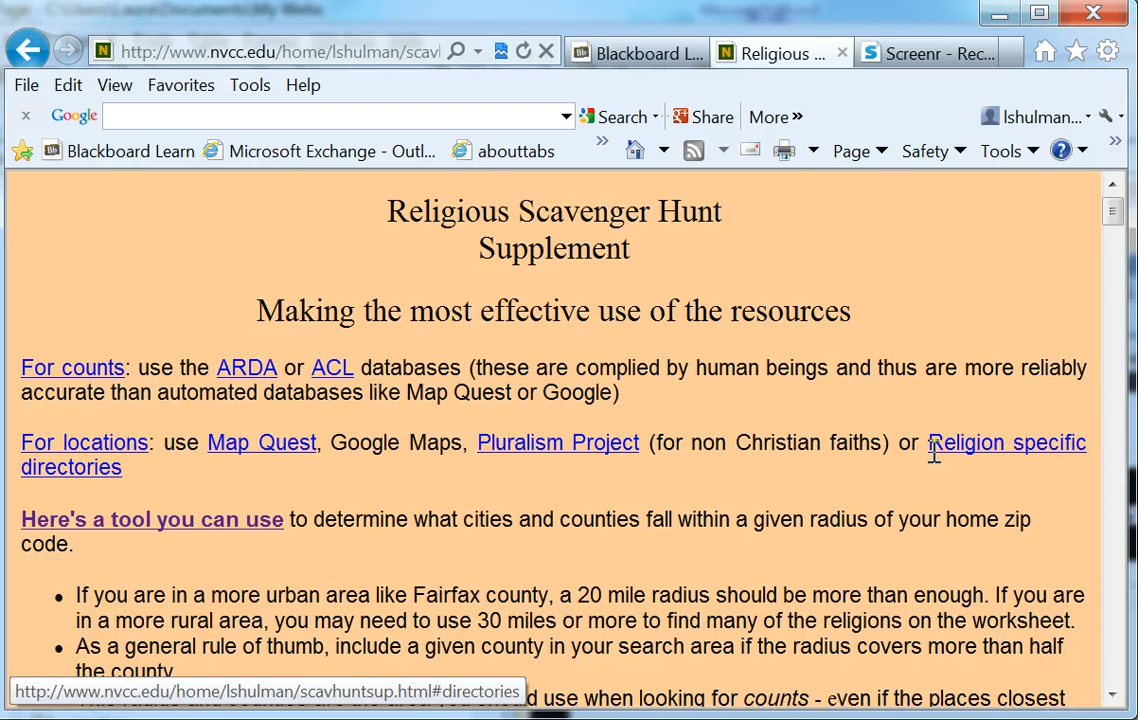 http://www.nvcc.edu/home/lshulman/scavl
Blackboard L...
Religious ...
Screenr - Rec...
File Edit View Favorites Tools Help
x Google Search Share More » lshulman...
Blackboard Learn Microsoft Exchange - Outl... abouttabs » Page Safety Tools »
Religious Scavenger Hunt
Supplement
Making the most effective use of the resources
For counts: use the ARDA or ACL databases (these are complied by human beings and thus are more reliably
accurate than automated databases like Map Quest or Google)
For locations: use Map Quest, Google Maps, Pluralism Project (for non Christian faiths) or Religion specific
directories
Here's a tool you can use to determine what cities and counties fall within a given radius of your home zip
code.
• If you are in a more urban area like Fairfax county, a 20 mile radius should be more than enough. If you are
in a more rural area, you may need to use 30 miles or more to find many of the religions on the worksheet.
• As a general rule of thumb, include a given county in your search area if the radius covers more than half
the county
http://www.nvcc.edu/home/lshulman/scavhuntsup.html#directories
d use when looking for counts - even if the places closest